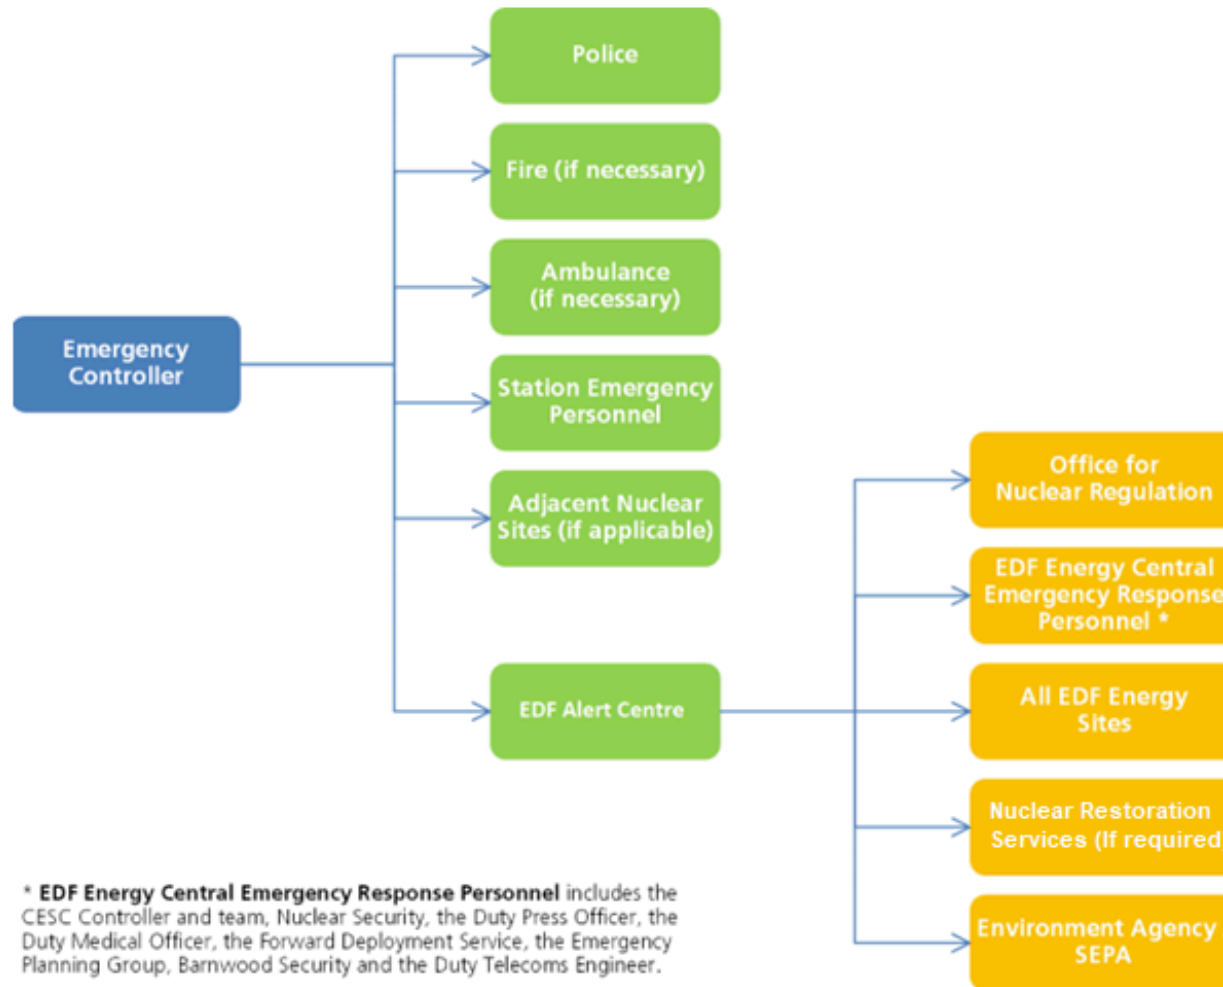 Police
Fire (if necessary)
Ambulance
(if necessary)
Emergency
Controller
Station Emergency
Personnel
Adjacent Nuclear
Sites (if applicable)
EDF Alert Centre
Office for
Nuclear Regulation
EDF Energy Central
Emergency Response
Personnel *
All EDF Energy
Sites
Nuclear Restoration
Services (If required
Environment Agency
SEPA
* EDF Energy Central Emergency Response Personnel includes the
CESC Controller and team, Nuclear Security, the Duty Press Officer, the
Duty Medical Officer, the Forward Deployment Service, the Emergency
Planning Group, Barnwood Security and the Duty Telecoms Engineer.